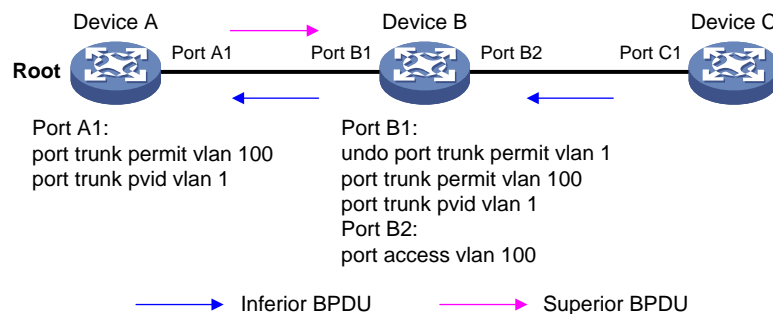 Device A
Device B
Device C
Port A1
Port B1
Port B2
Port C1
Root
Port A1:
port trunk permit vlan 100
port trunk pvid vlan 1
Port B1:
undo port trunk permit vlan 1
port trunk permit vlan 100
port trunk pvid vlan 1
Port B2:
port access vlan 100
Inferior BPDU
Superior BPDU